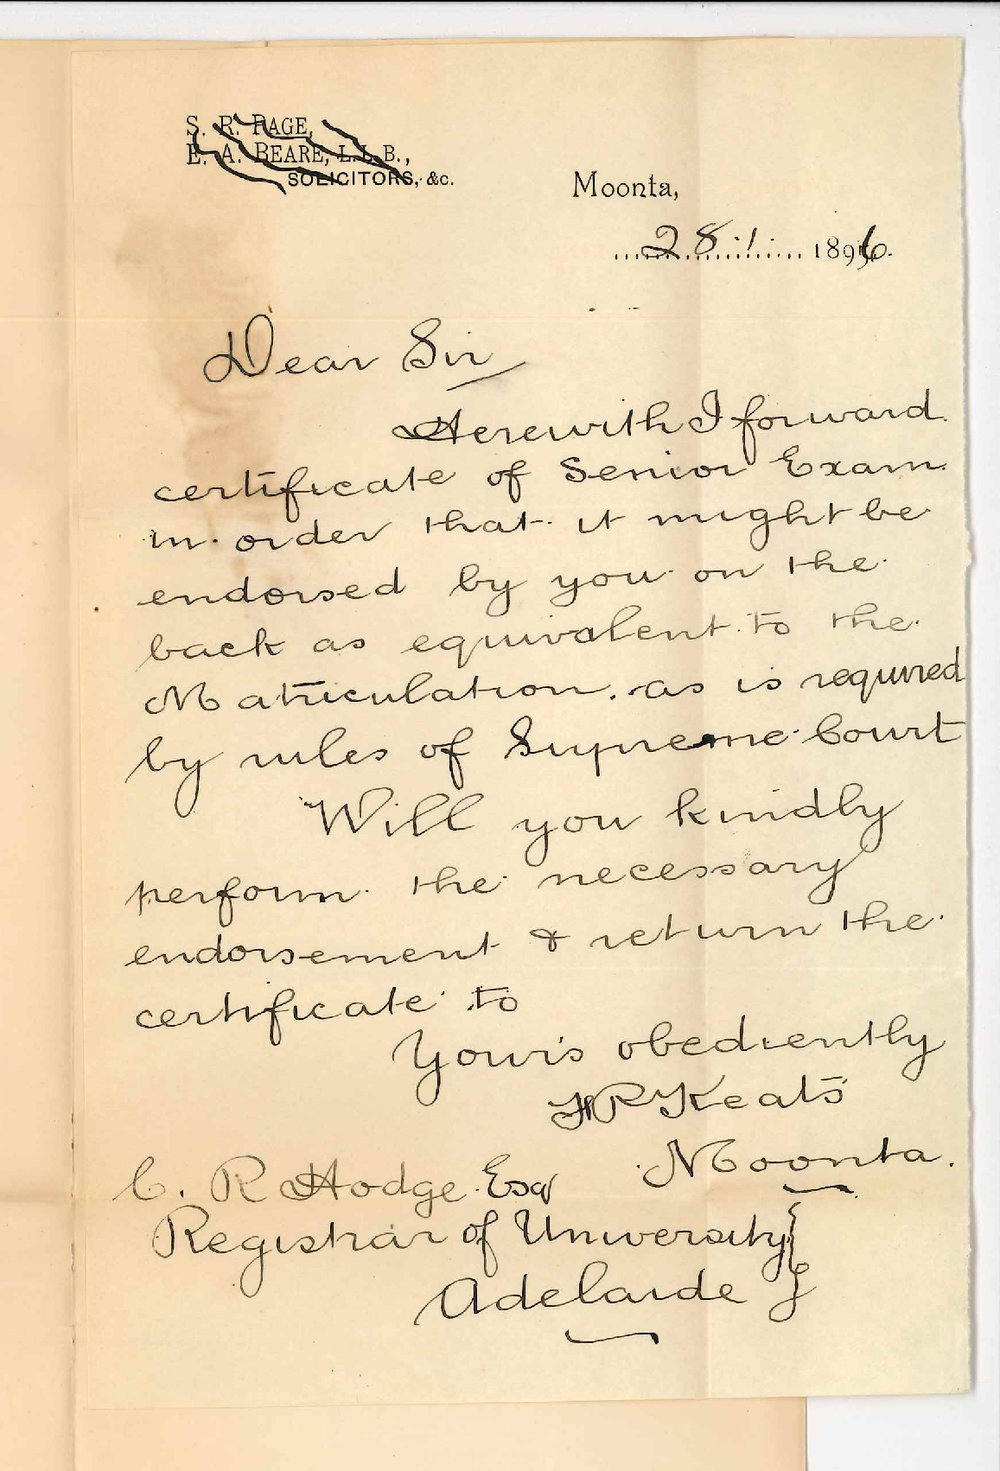 S. R. PAGE,
E. A. BEARE, L.L.B.,
SOLICITORS, &c.
Moonta,
28.1. 1896.
Dear Sir
Herewith I forward
certificate of Senior Exam.
in order that it might be
endorsed by you on the
back as equivalent to the
Matriculation. as is required
by rules of Supreme Court
Will you kindly
perform the necessary
endorsement & return the
certificate to
Your's obediently
HR Keats
Moonta.
C. R Hodge Esq
Registrar of University
Adelaide